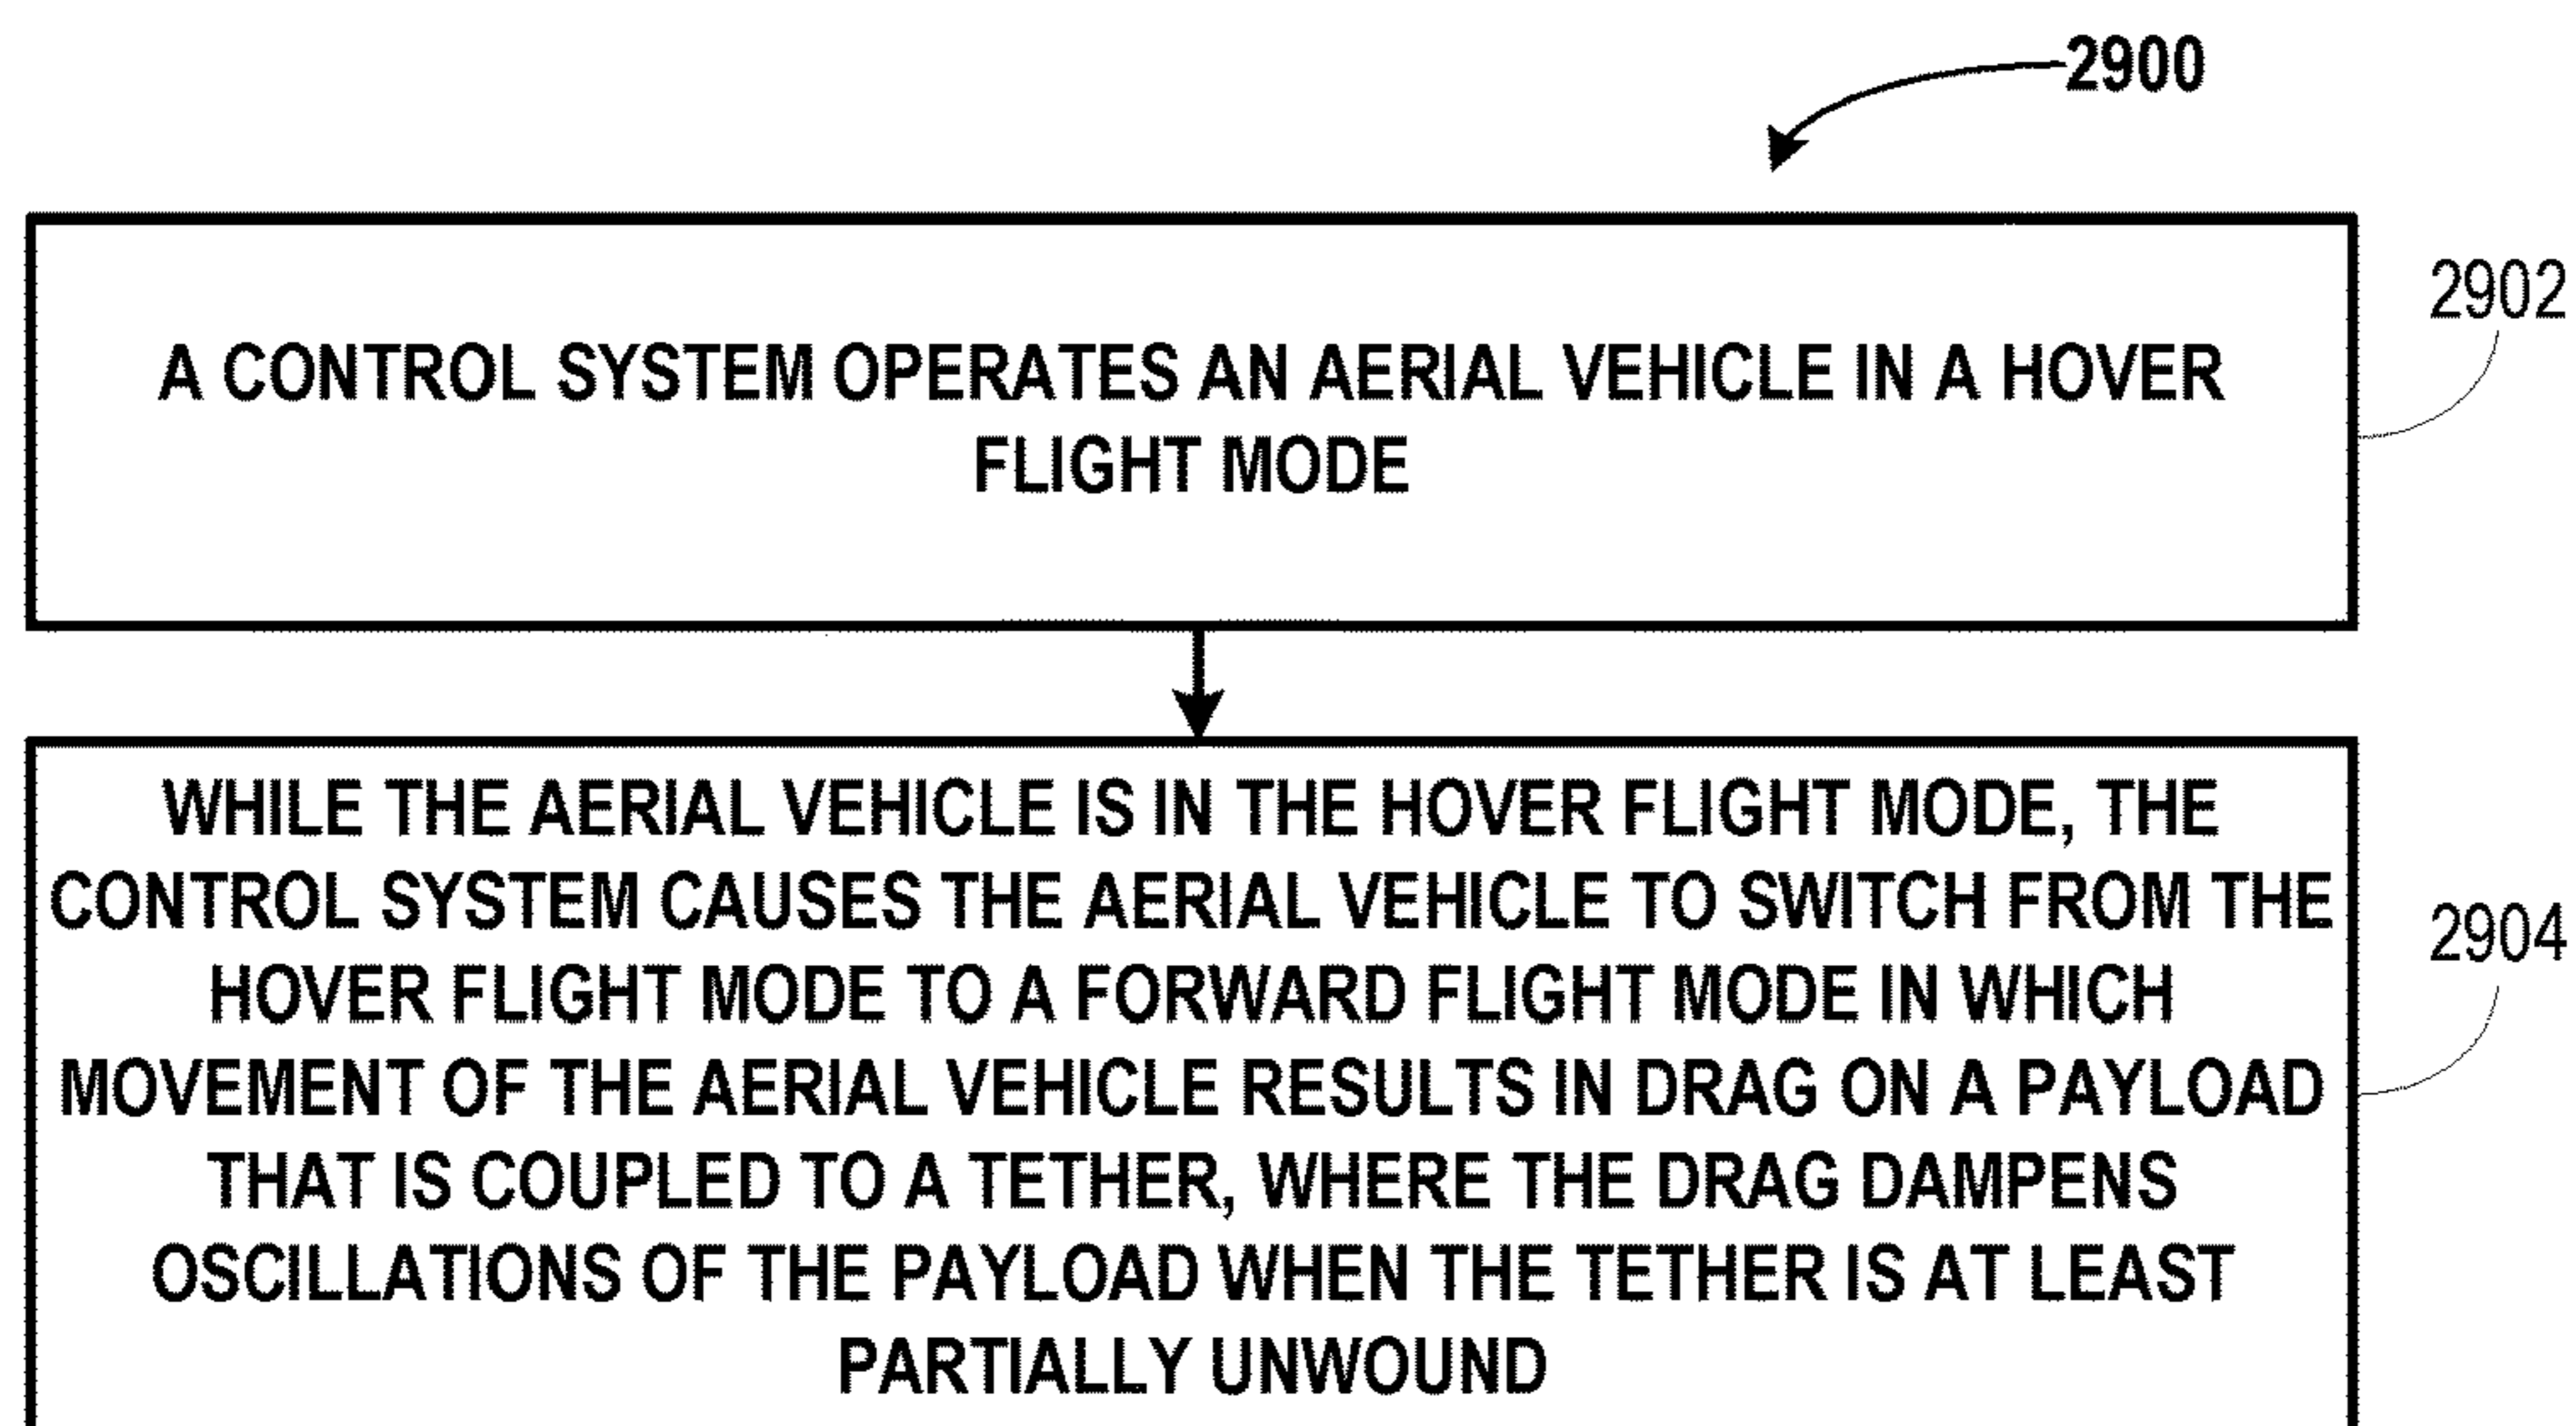 2900
A CONTROL SYSTEM OPERATES AN AERIAL VEHICLE IN A HOVER
FLIGHT MODE
2902
WHILE THE AERIAL VEHICLE IS IN THE HOVER FLIGHT MODE, THE
CONTROL SYSTEM CAUSES THE AERIAL VEHICLE TO SWITCH FROM THE
HOVER FLIGHT MODE TO A FORWARD FLIGHT MODE IN WHICH
MOVEMENT OF THE AERIAL VEHICLE RESULTS IN DRAG ON A PAYLOAD
THAT IS COUPLED TO A TETHER, WHERE THE DRAG DAMPENS
OSCILLATIONS OF THE PAYLOAD WHEN THE TETHER IS AT LEAST
PARTIALLY UNWOUND
2904